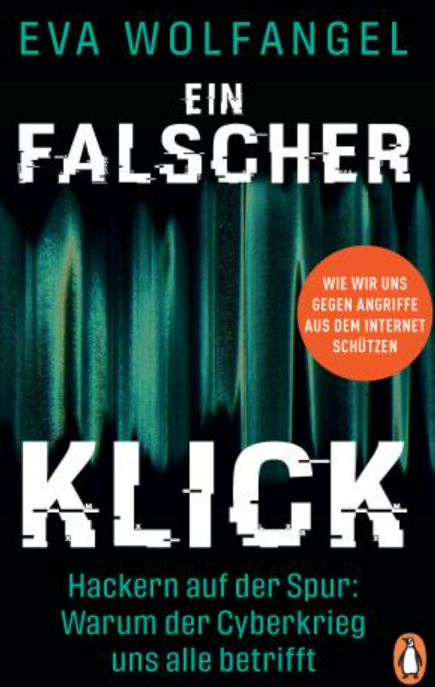 EVA WOLFANGEL
EIN
FALSCHER
WIE WIR UNS
GEGEN ANGRIFFE
AUS DEM INTERNET
SCHÜTZEN
KLICK
Hackern auf der Spur:
Warum der Cyberkrieg
uns alle betrifft